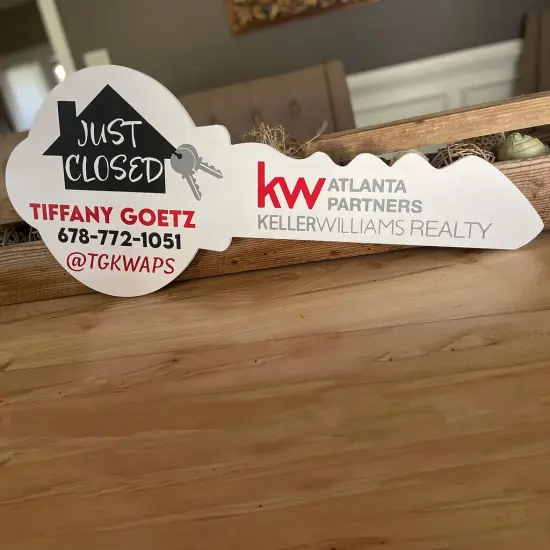 JUST
CLOSED
TIFFANY GOETZ
678-772-1051
@TGKWAPS
kw ATLANTA
PARTNERS
KELLERWILLIAMS REALTY